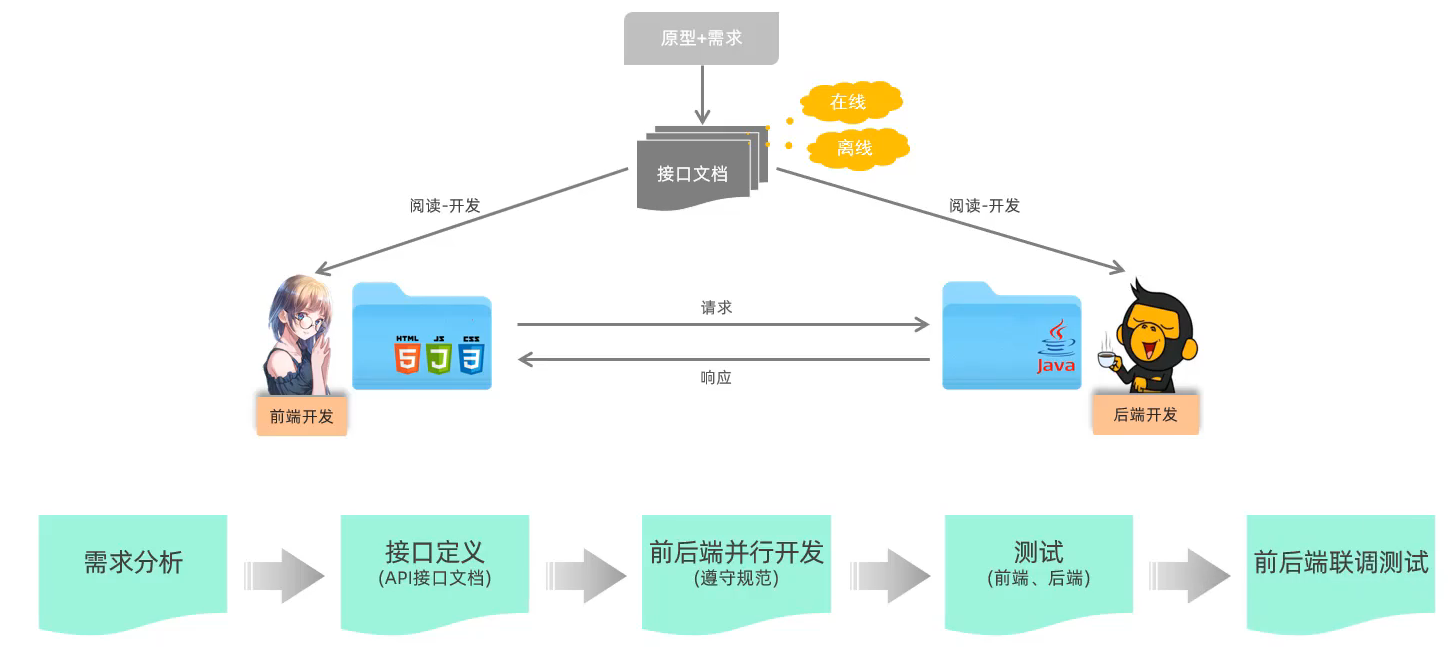 原型+需求
在线
离线
接口文档
阅读-开发
阅读-开发
请求
HTML
JS
CSS
5
3
Java
响应
前端开发
后端开发
需求分析
接口定义
(API接口文档)
前后端并行开发
(遵守规范)
测试
(前端、后端)
前后端联调测试